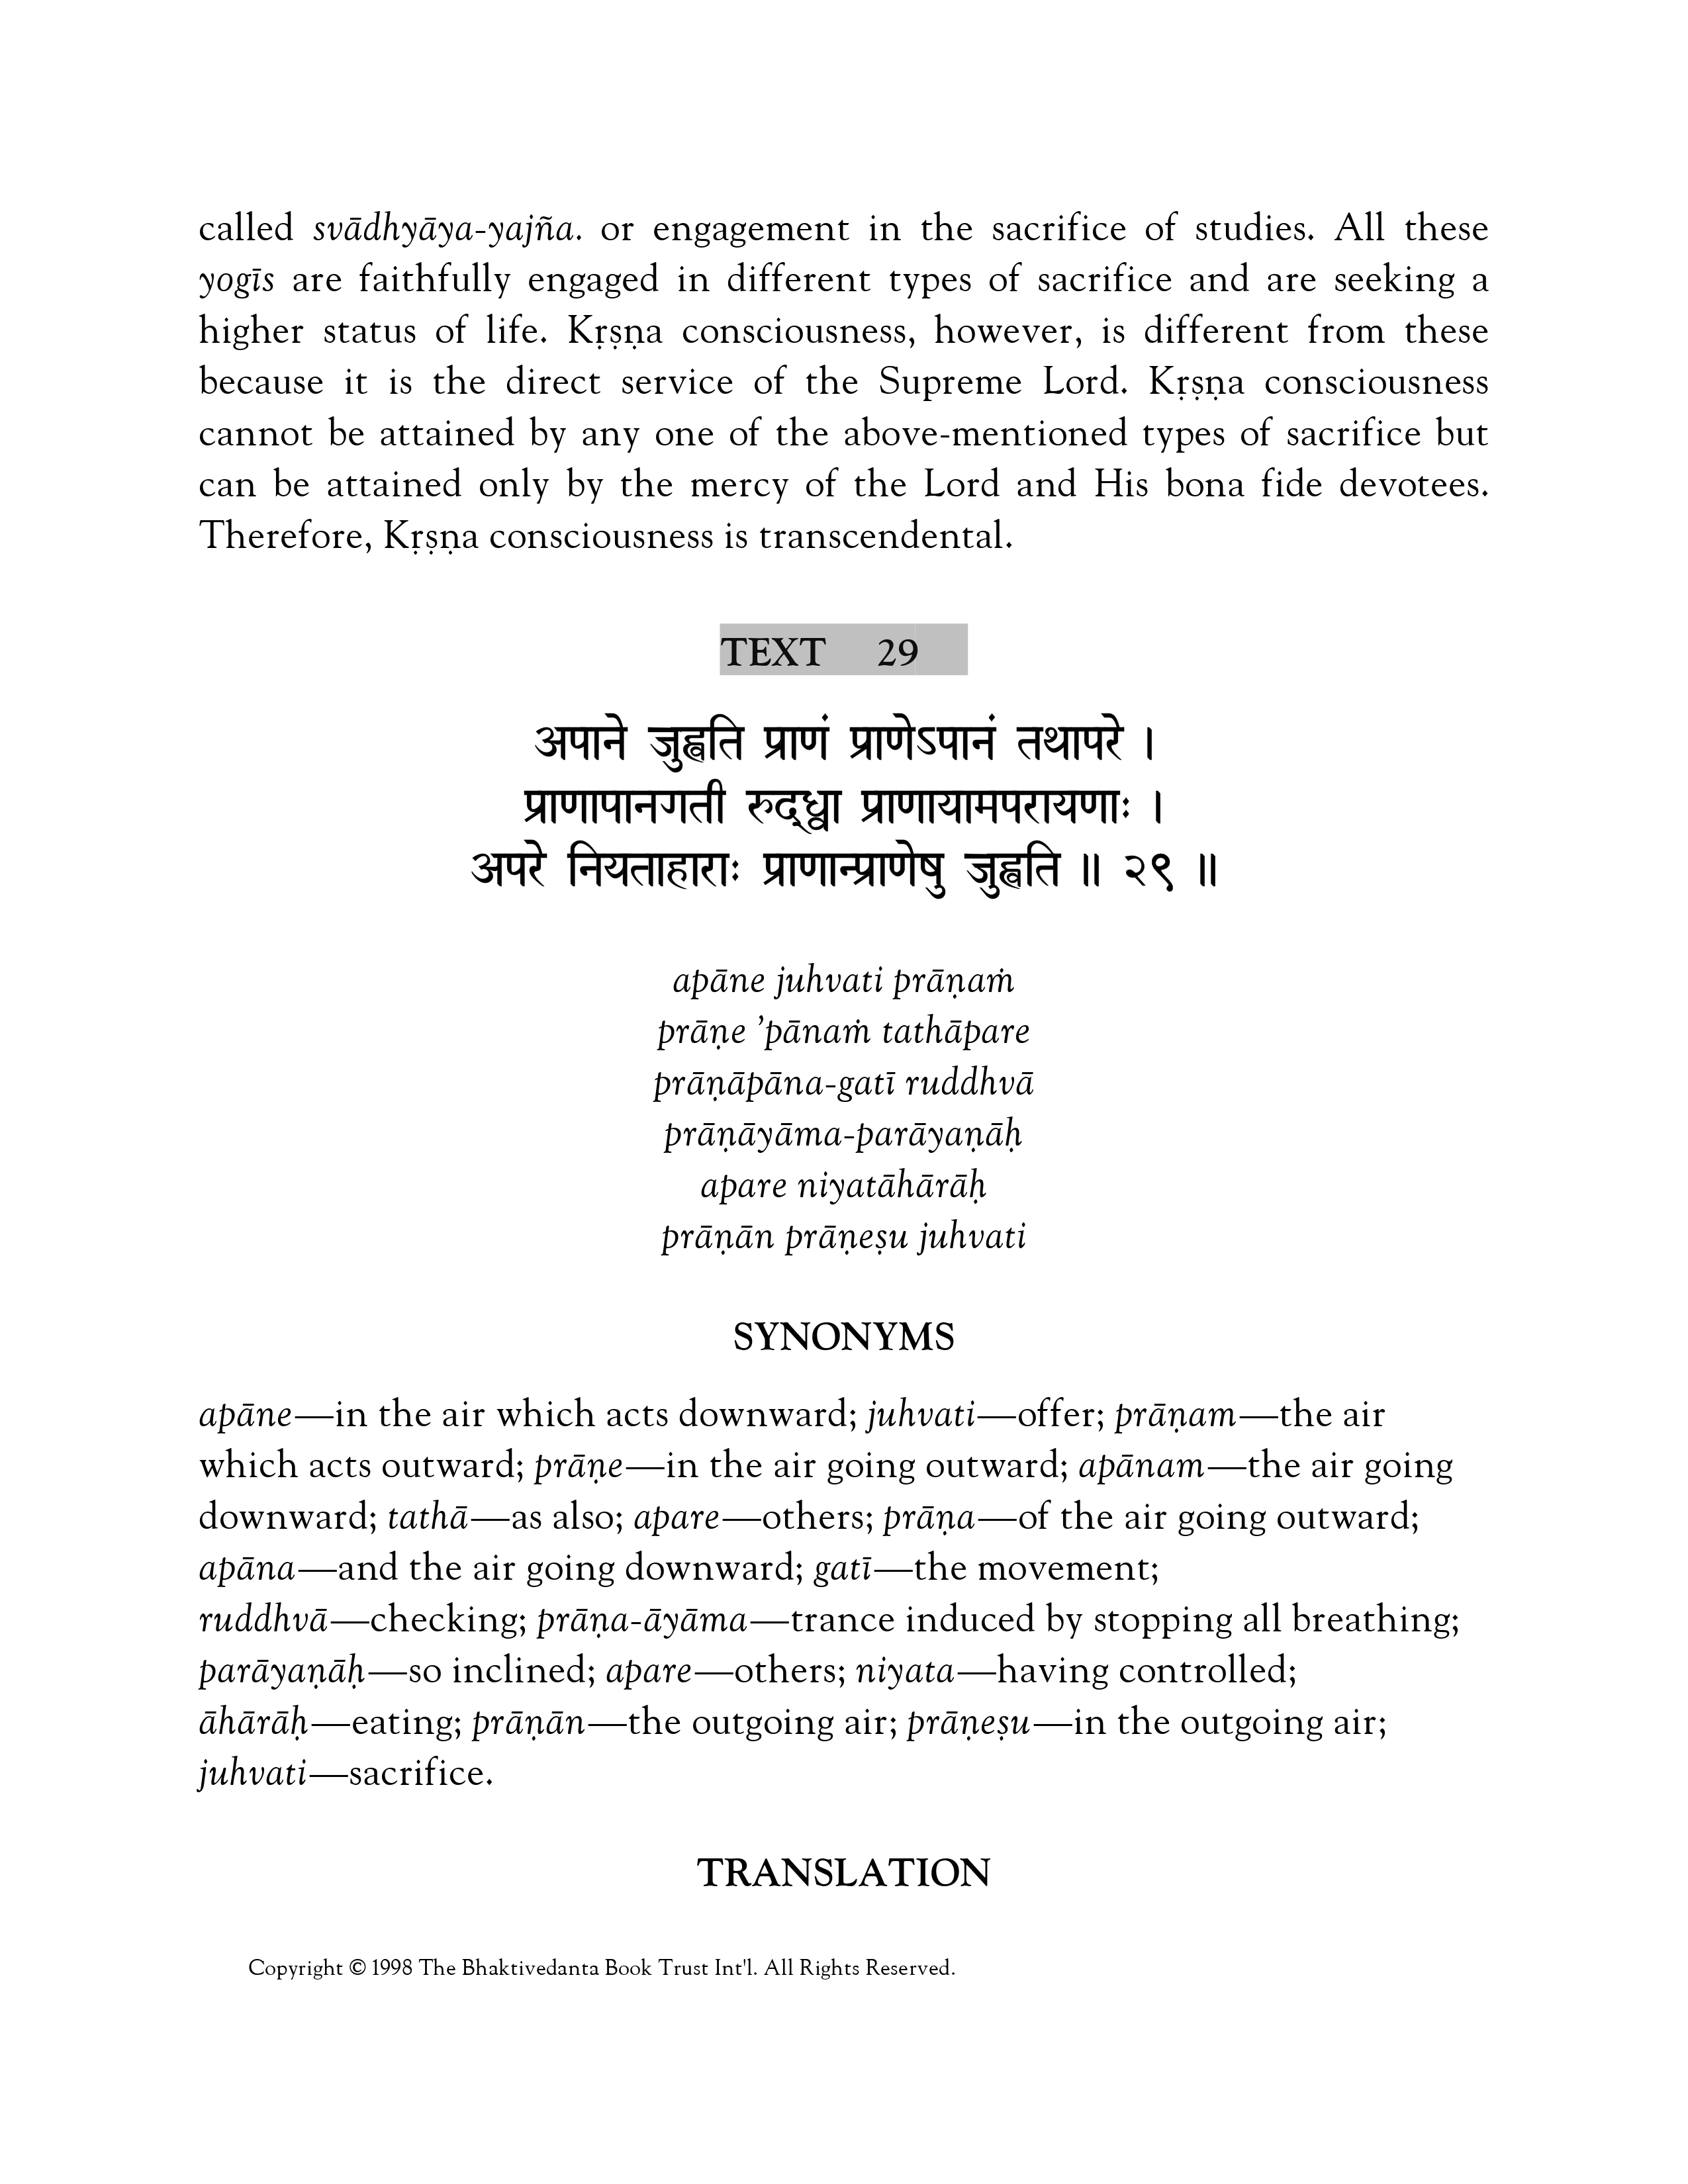 called svādhyāya-yajña. or engagement in the sacrifice of studies. All these
yogīs are faithfully engaged in different types of sacrifice and are seeking a
higher status of life. Kṛṣṇa consciousness, however, is different from these
because it is the direct service of the Supreme Lord. Kṛṣṇa consciousness
cannot be attained by any one of the above-mentioned types of sacrifice but
can be attained only by the mercy of the Lord and His bona fide devotees.
Therefore, Kṛṣṇa consciousness is transcendental.
TEXT 29
अपाने जुह्वति प्राणं प्राणेऽपानं तथापरे ।
प्राणापानगती रुद्ध्वा प्राणायामपरायणाः ।
अपरे नियताहाराः प्राणान्प्राणेषु जुह्वति ॥ २९ ॥
apāne juhvati prāṇaṁ
prāṇe ’pānaṁ tathāpare
prāṇāpāna-gatī ruddhvā
prāṇāyāma-parāyaṇāḥ
apare niyatāhārāḥ
prāṇān prāṇeṣu juhvati
SYNONYMS
apāne—in the air which acts downward; juhvati—offer; prāṇam—the air
which acts outward; prāṇe—in the air going outward; apānam—the air going
downward; tathā—as also; apare—others; prāṇa—of the air going outward;
apāna—and the air going downward; gatī—the movement;
ruddhvā—checking; prāṇa-āyāma—trance induced by stopping all breathing;
parāyaṇāḥ—so inclined; apare—others; niyata—having controlled;
āhārāḥ—eating; prāṇān—the outgoing air; prāṇeṣu—in the outgoing air;
juhvati—sacrifice.
TRANSLATION
Copyright © 1998 The Bhaktivedanta Book Trust Int'l. All Rights Reserved.